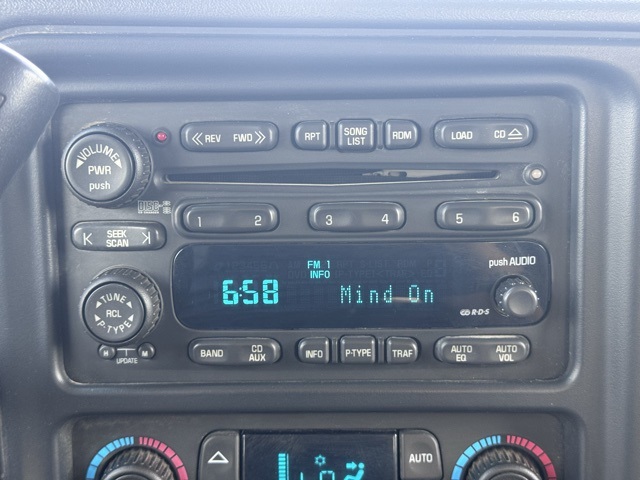 VOLUME
PWR
push
REV FWD
RPT
SONG
LIST
RDM
LOAD CD
DISC
1 2
3 4
5 6
SEEK
SCAN
FM 1
INFO
6:58 Mind On
push AUDIO
R·D·S
TUNE
RCL
P-TYPE
M M
UPDATE
BAND
CD
AUX
INFO
P-TYPE
TRAF
AUTO
EQ
AUTO
VOL
AUTO